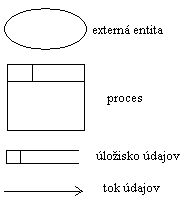 externá entita
proces
úložisko údajov
tok údajov